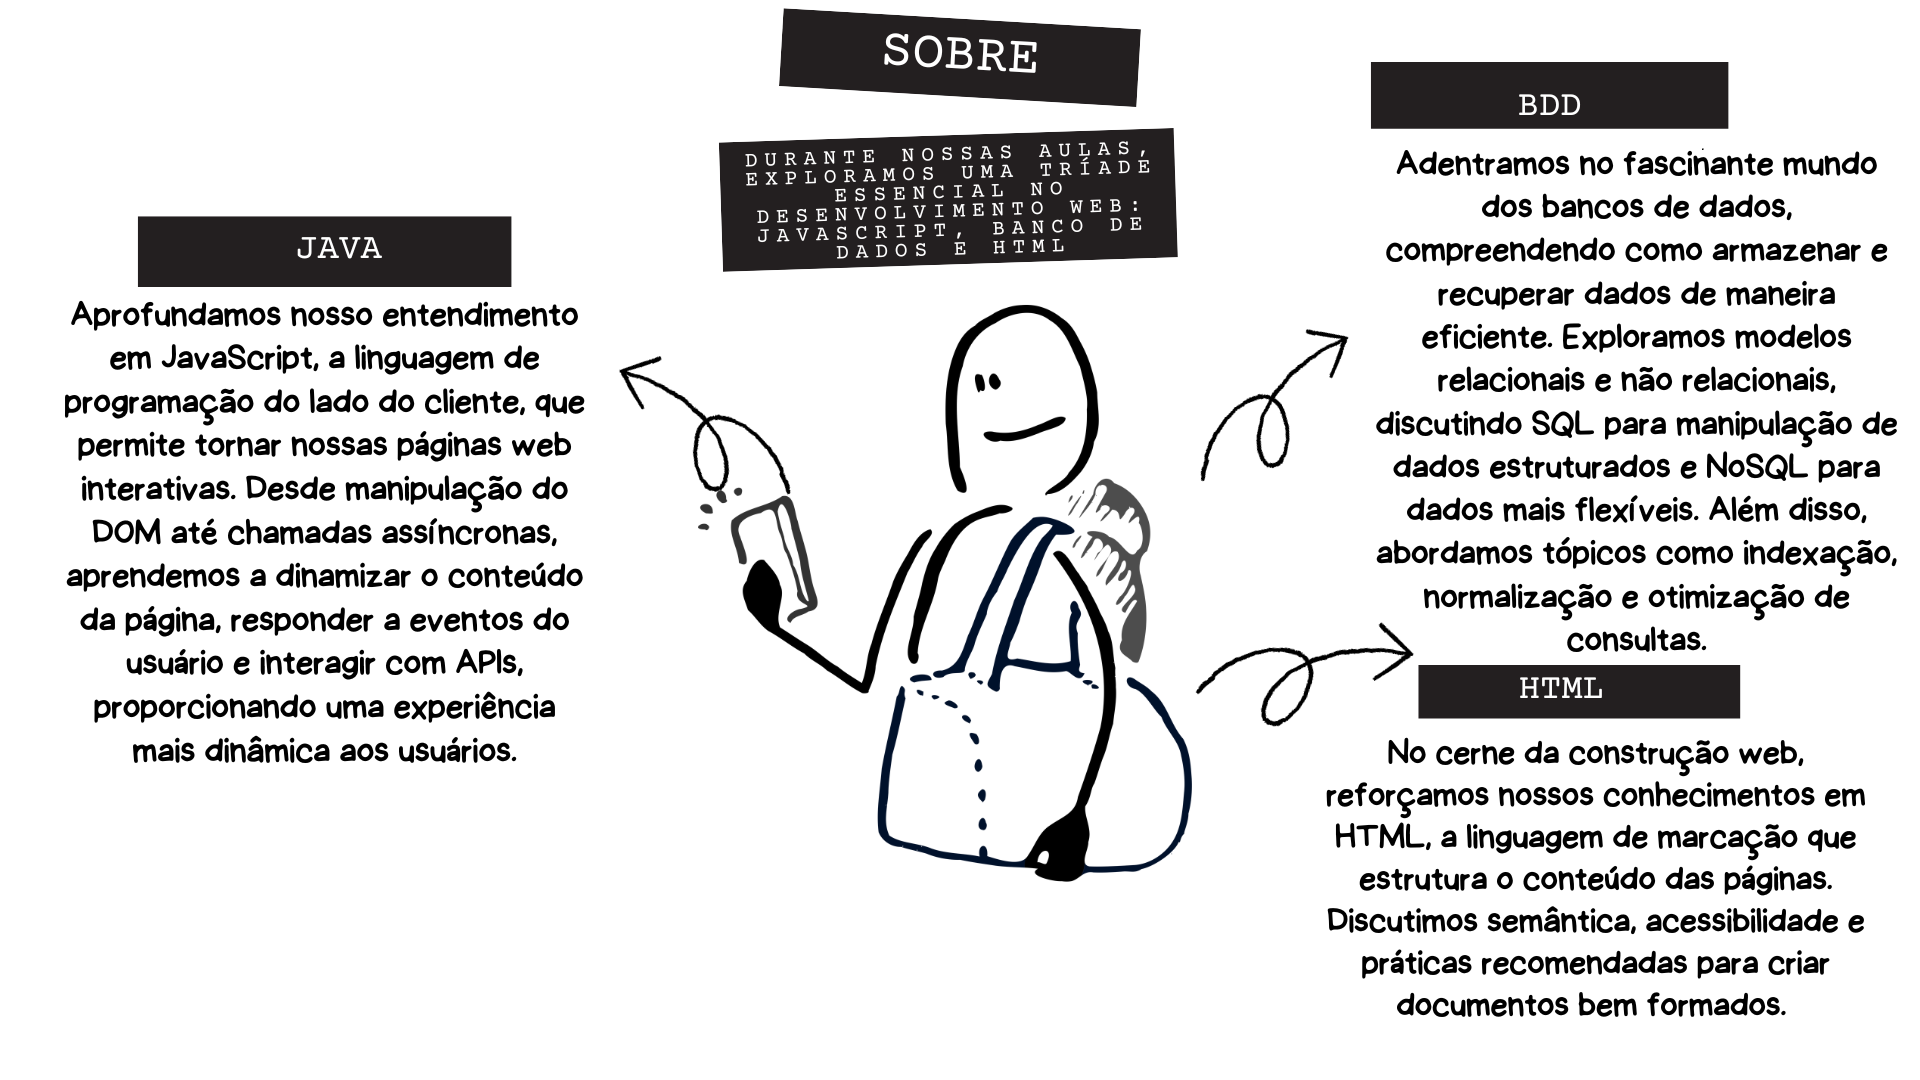 SOBRE
DURANTE NOSSAS AULAS,
EXPLORAMOS UMA TRÍADE
ESSENCIAL NO
DESENVOLVIMENTO WEB:
JAVASCRIPT, BANCO DE
DADOS E HTML
JAVA
Aprofundamos nosso entendimento
em JavaScript, a linguagem de
programação do lado do cliente, que
permite tornar nossas páginas web
interativas. Desde manipulação do
DOM até chamadas assíncronas,
aprendemos a dinamizar o conteúdo
da página, responder a eventos do
usuário e interagir com APIs,
proporcionando uma experiência
mais dinâmica aos usuários.
BDD
Adentramos no fascinante mundo
dos bancos de dados,
compreendendo como armazenar e
recuperar dados de maneira
eficiente. Exploramos modelos
relacionais e não relacionais,
discutindo SQL para manipulação de
dados estruturados e NoSQL para
dados mais flexíveis. Além disso,
abordamos tópicos como indexação,
normalização e otimização de
consultas.
HTML
No cerne da construção web,
reforçamos nossos conhecimentos em
HTML, a linguagem de marcação que
estrutura o conteúdo das páginas.
Discutimos semântica, acessibilidade e
práticas recomendadas para criar
documentos bem formados.